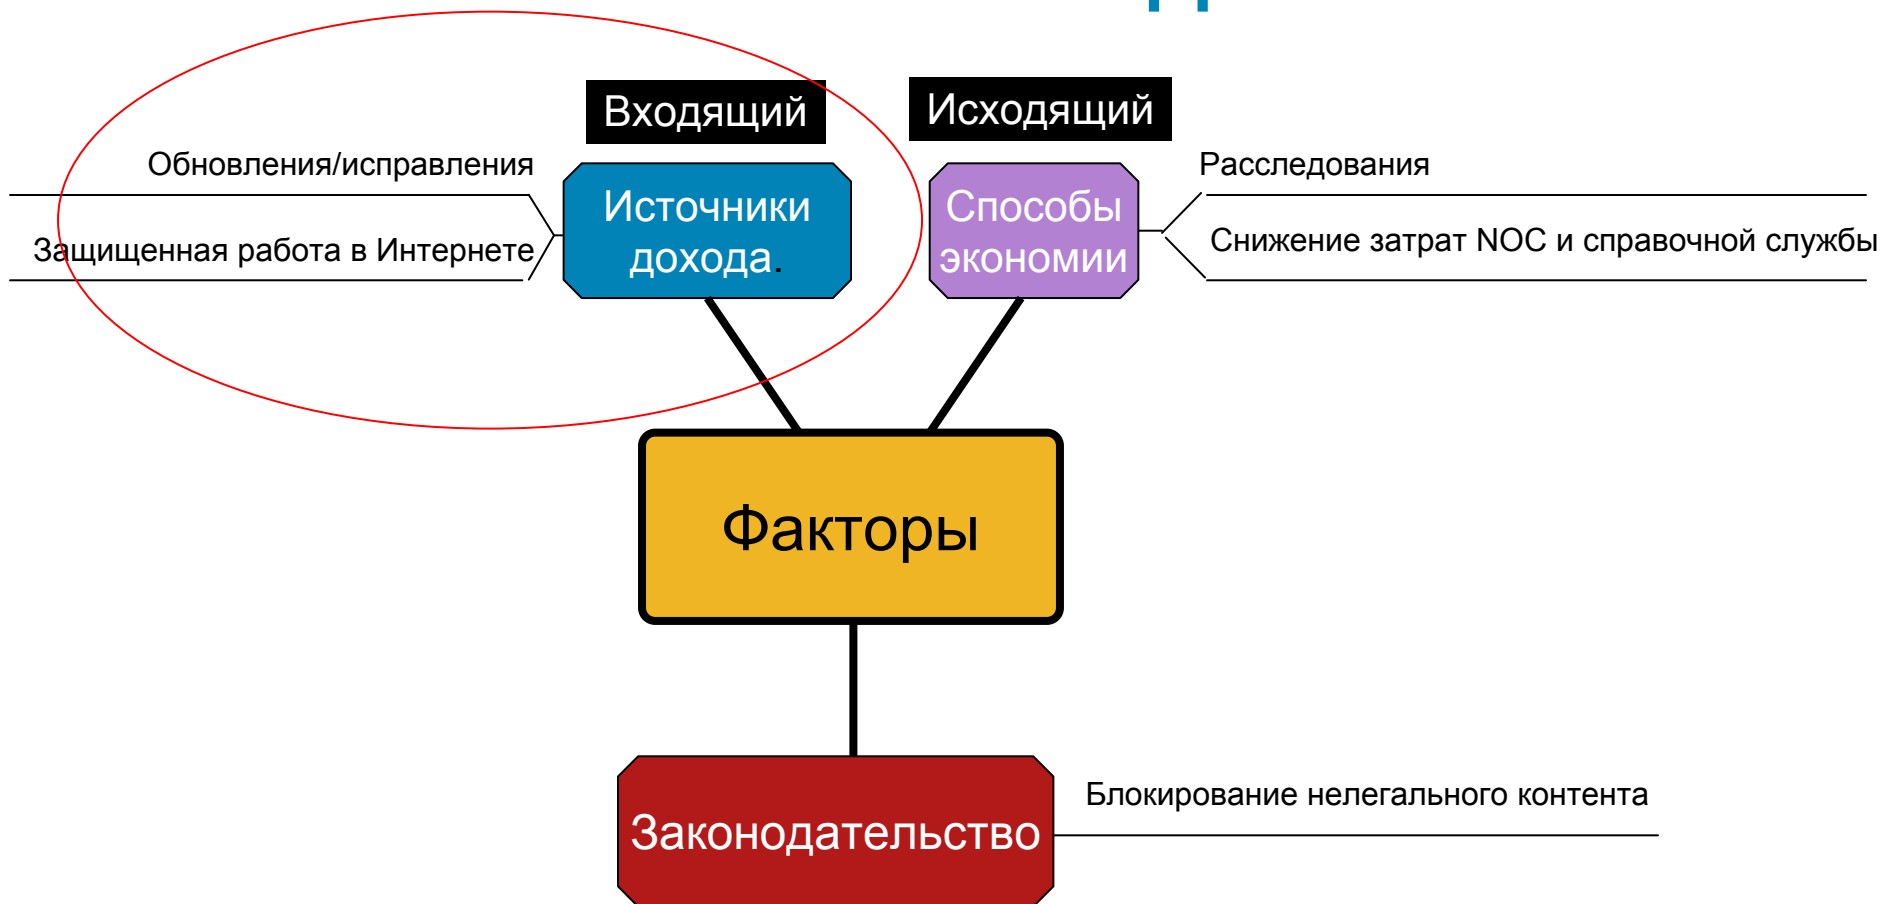 Входящий
Исходящий
Обновления/исправления
Защищенная работа в Интернете
Источники
дохода.
Способы
экономии
Расследования
Снижение затрат NOC и справочной службы
Факторы
Законодательство
Блокирование нелегального контента